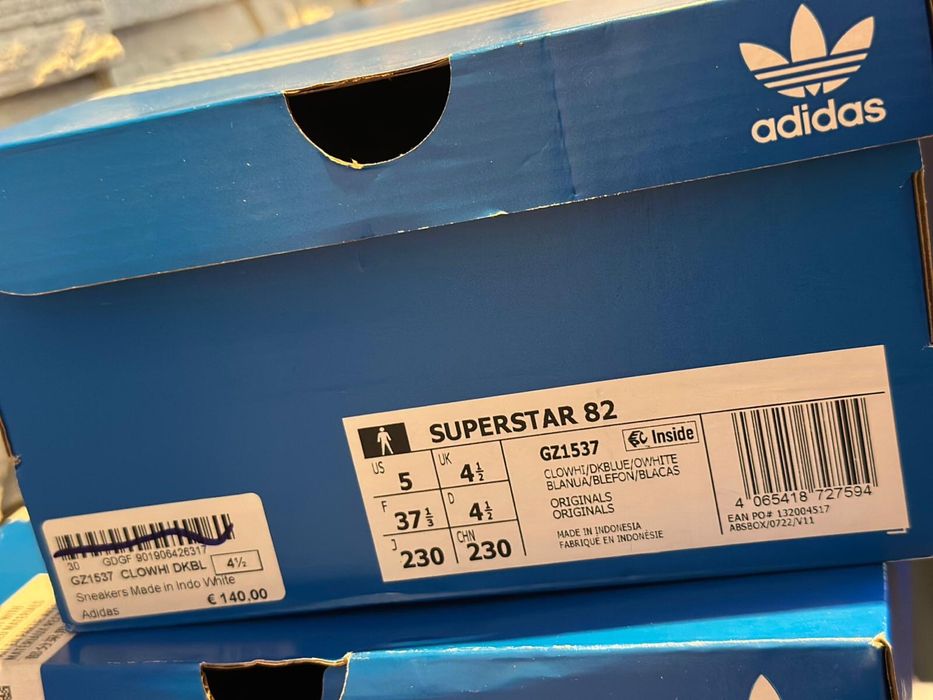 adidas
SUPERSTAR 82
US 5
UK 4½
F 37⅓
D 4½
J 230
CHN 230
GZ1537
Inside
CLOWHI/DKBLUE/OWHITE
BLANUA/BLEFON/BLACAS
ORIGINALS
ORIGINALS
MADE IN INDONESIA
FABRIQUÉ EN INDONÉSIE
4 065418 727594
EAN PO# 132004517
ABSBOX/0722/V11
30 GDGF 901906426317
GZ1537 CLOWHI DKBL 4½
Sneakers Made in Indo White
Adidas € 140,00